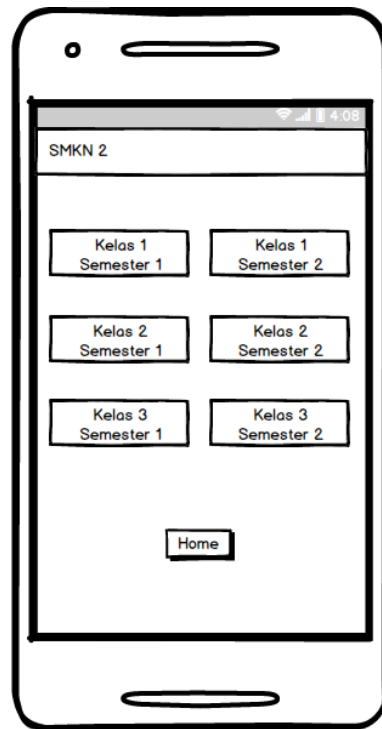 4:08
SMKN 2
Kelas 1
Semester 1
Kelas 1
Semester 2
Kelas 2
Semester 1
Kelas 2
Semester 2
Kelas 3
Semester 1
Kelas 3
Semester 2
Home